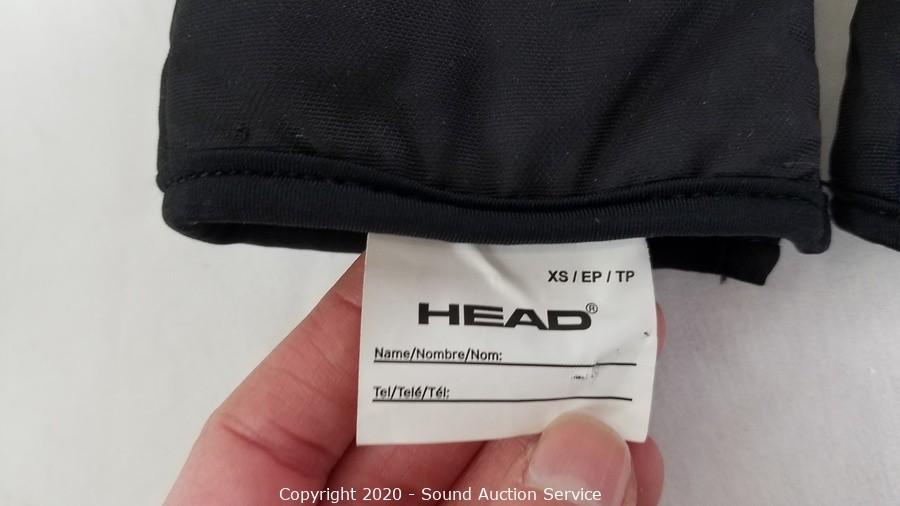 XS / EP / TP
HEAD®
Name/Nombre/Nom:
Tel/Telé/Tél:
Copyright 2020 - Sound Auction Service